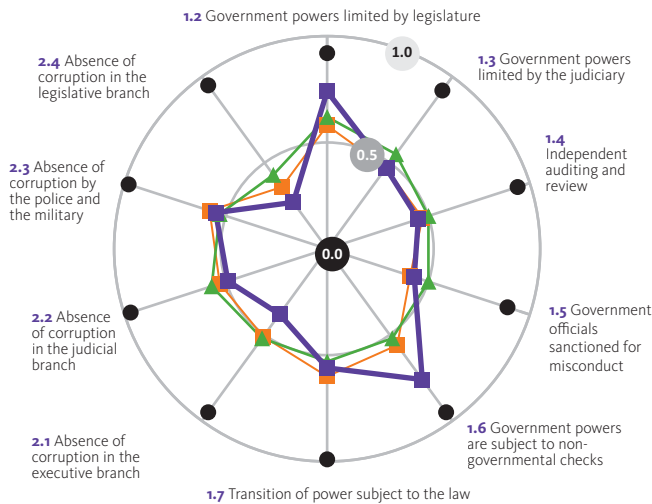 1.2 Government powers limited by legislature
1.0
2.4 Absence of
corruption in the
legislative branch
1.3 Government powers
limited by the judiciary
1.4
Independent
auditing and
review
0.5
2.3 Absence of
corruption by
the police and
the military
0.0
2.2
Absence
of corruption
in the judicial
branch
1.5 Government
officials
sanctioned for
misconduct
2.1 Absence of
corruption in the
executive branch
1.6 Government powers
are subject to non-
governmental checks
1.7 Transition of power subject to the law